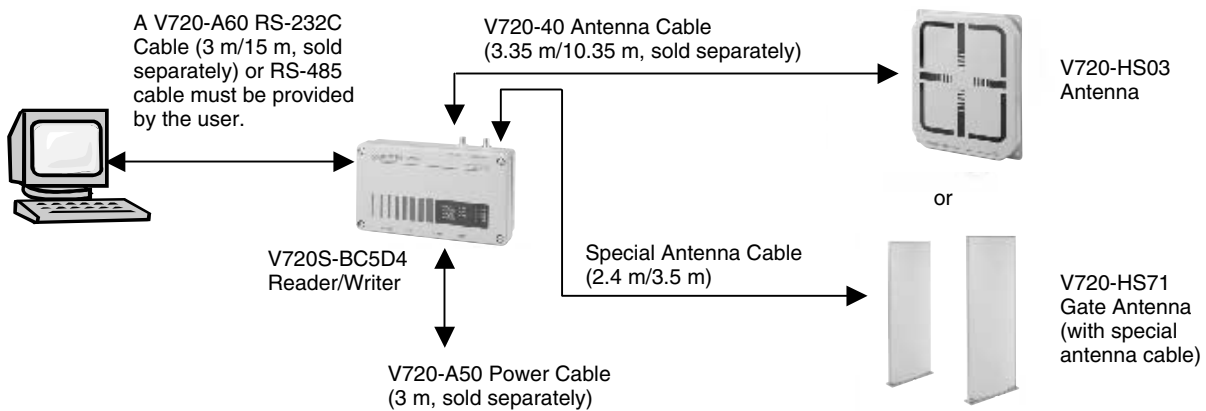 A V720-A60 RS-232C
Cable (3 m/15 m, sold
separately) or RS-485
cable must be provided
by the user.
V720-40 Antenna Cable
(3.35 m/10.35 m, sold separately)
V720-HS03
Antenna
or
V720S-BC5D4
Reader/Writer
Special Antenna Cable
(2.4 m/3.5 m)
V720-HS71
Gate Antenna
(with special
antenna cable)
V720-A50 Power Cable
(3 m, sold separately)